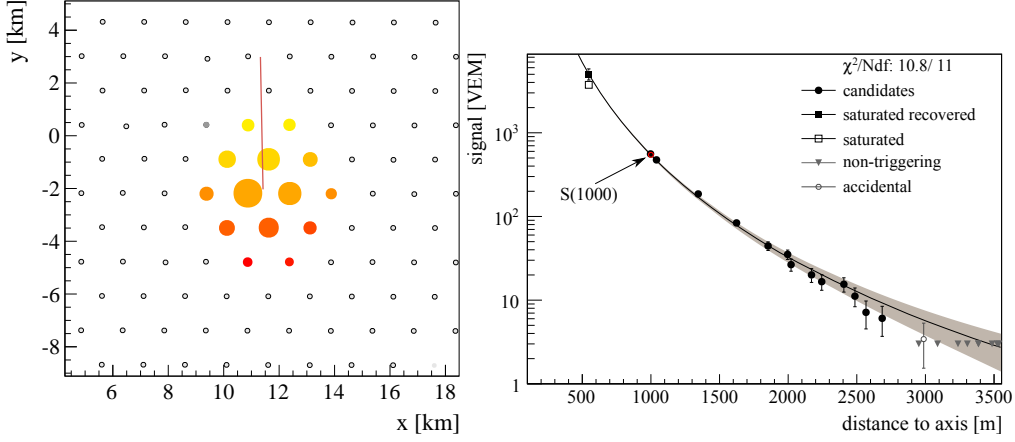 y [km]
4
2
0
-2
-4
-6
-8
6 8 10 12 14 16 18
x [km]
signal [VEM]
10³
10²
10
1
χ²/Ndf: 10.8/ 11
candidates
saturated recovered
saturated
non-triggering
accidental
S(1000)
500 1000 1500 2000 2500 3000 3500
distance to axis [m]